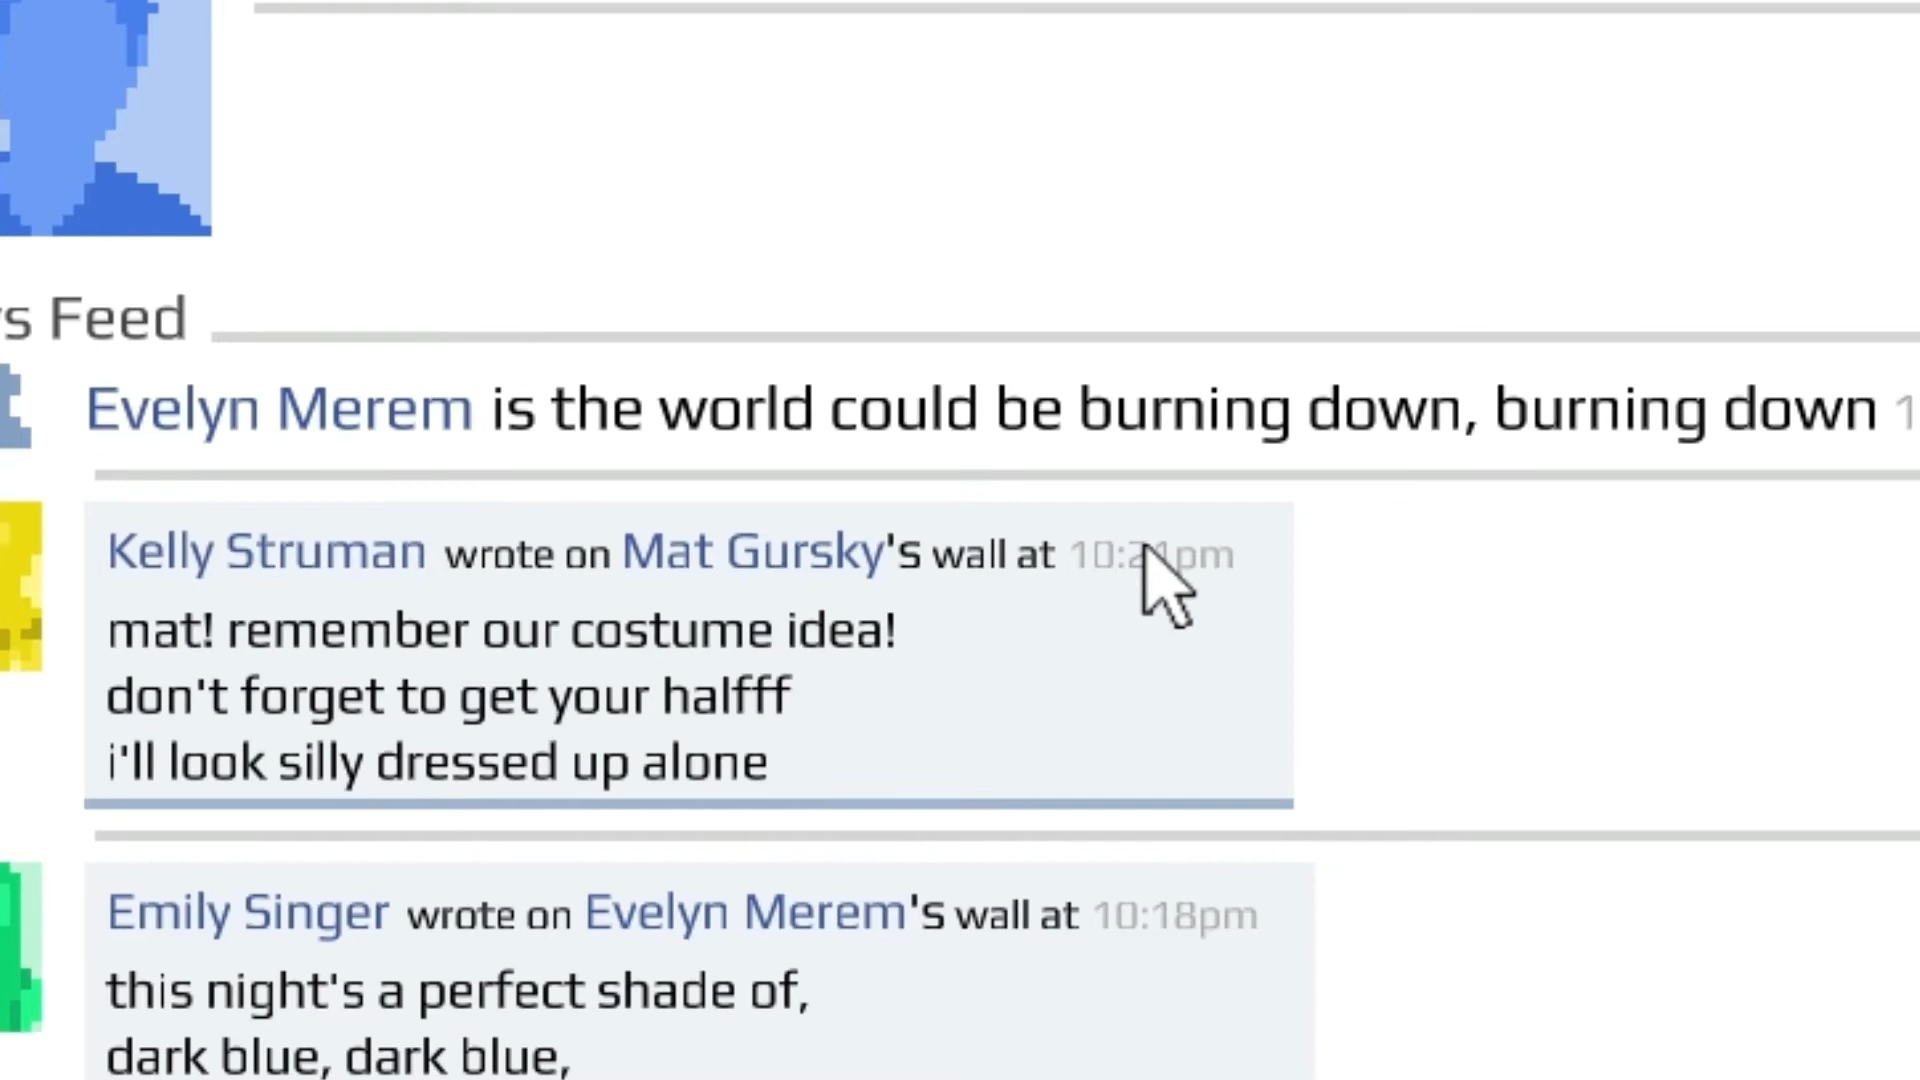 Feed
Evelyn Merem is the world could be burning down, burning down
Kelly Struman wrote on Mat Gursky's wall at 10:21pm
mat! remember our costume idea!
don't forget to get your halfff
i'll look silly dressed up alone
Emily Singer wrote on Evelyn Merem's wall at 10:18pm
this night's a perfect shade of,
dark blue, dark blue,